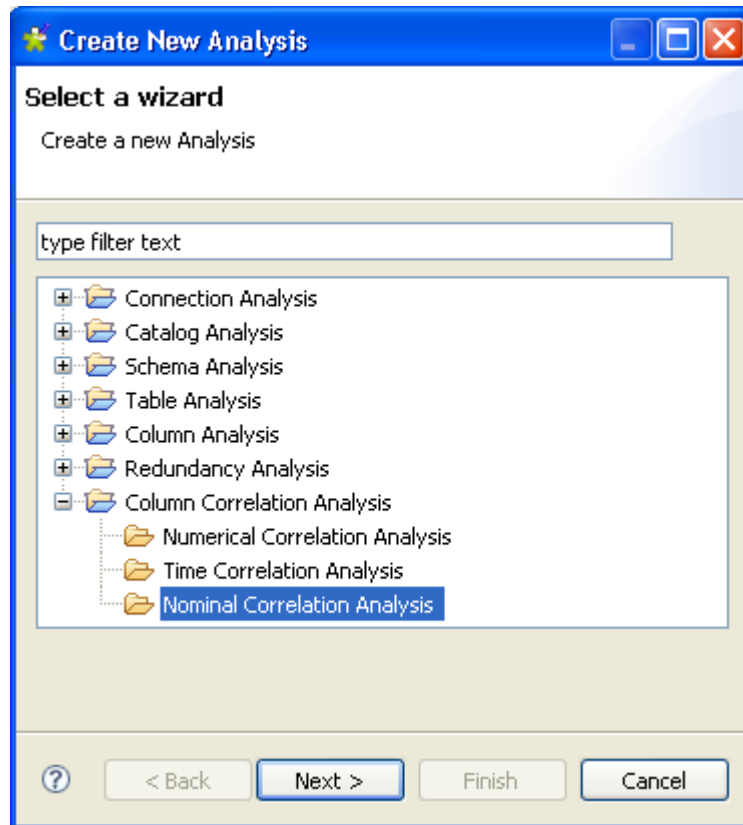 Create New Analysis
Select a wizard
Create a new Analysis
type filter text
Connection Analysis
Catalog Analysis
Schema Analysis
Table Analysis
Column Analysis
Redundancy Analysis
Column Correlation Analysis
Numerical Correlation Analysis
Time Correlation Analysis
Nominal Correlation Analysis
? < Back Next > Finish Cancel